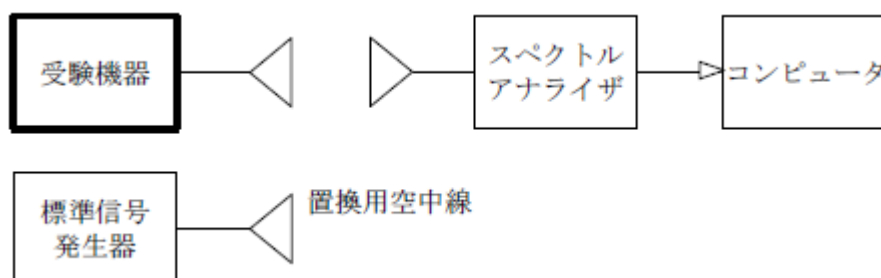 受験機器
スペクトル
アナライザ
コンピュータ
標準信号
発生器
置換用空中線